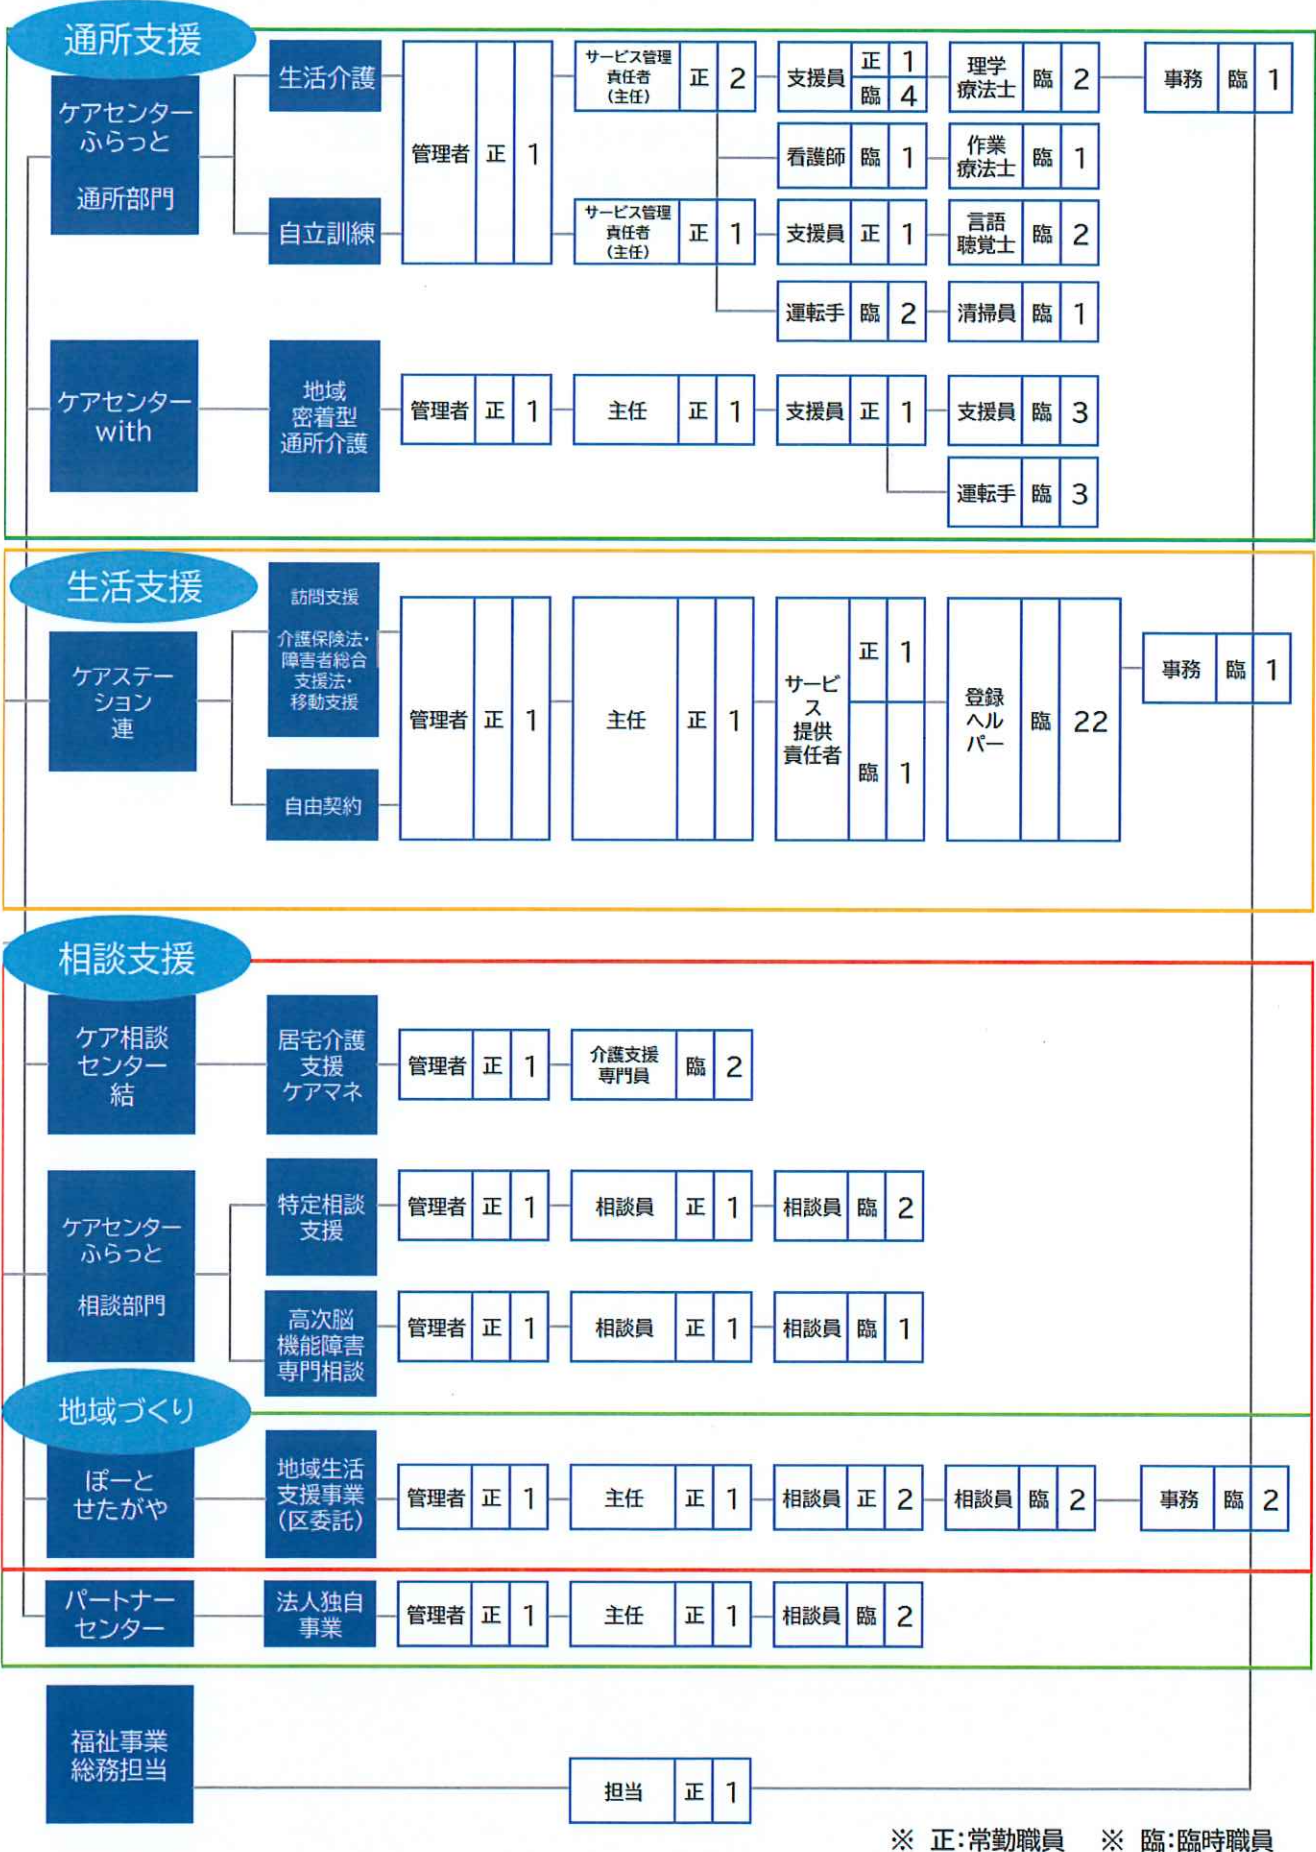 通所支援
ケアセンター
ふらっと
通所部門
生活介護
自立訓練
管理者 正 1
サービス管理
責任者
(主任)
正 2
支援員 正 1
臨 4
理学
療法士
臨 2
事務 臨 1
看護師 臨 1
作業
療法士
臨 1
サービス管理
責任者
(主任)
正 1
支援員 正 1
言語
聴覚士
臨 2
運転手 臨 2
清掃員 臨 1
ケアセンター
with
地域
密着型
通所介護
管理者 正 1
主任 正 1
支援員 正 1
支援員 臨 3
運転手 臨 3
生活支援
ケアステー
ション
連
訪問支援
介護保険法・
障害者総合
支援法・
移動支援
自由契約
管理者 正 1
主任 正 1
サービ
ス
提供
責任者
正 1
臨 1
登録
ヘル
パー
臨 22
事務 臨 1
相談支援
ケア相談
センター
結
居宅介護
支援
ケアマネ
管理者 正 1
介護支援
専門員
臨 2
ケアセンター
ふらっと
相談部門
特定相談
支援
管理者 正 1
相談員 正 1
相談員 臨 2
高次脳
機能障害
専門相談
管理者 正 1
相談員 正 1
相談員 臨 1
地域づくり
ぽーと
せたがや
地域生活
支援事業
(区委託)
管理者 正 1
主任 正 1
相談員 正 2
相談員 臨 2
事務 臨 2
パートナー
センター
法人独自
事業
管理者 正 1
主任 正 1
相談員 臨 2
福祉事業
総務担当
担当 正 1
※ 正:常勤職員 ※ 臨:臨時職員